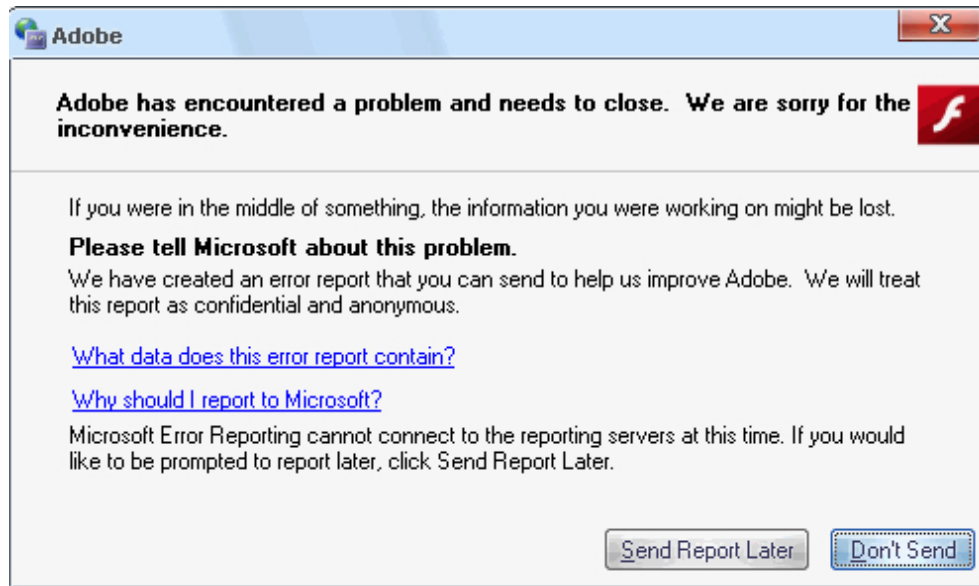 Adobe
Adobe has encountered a problem and needs to close.  We are sorry for the
inconvenience.
If you were in the middle of something, the information you were working on might be lost.
Please tell Microsoft about this problem.
We have created an error report that you can send to help us improve Adobe.  We will treat
this report as confidential and anonymous.
What data does this error report contain?
Why should I report to Microsoft?
Microsoft Error Reporting cannot connect to the reporting servers at this time. If you would
like to be prompted to report later, click Send Report Later.
Send Report Later
Don't Send